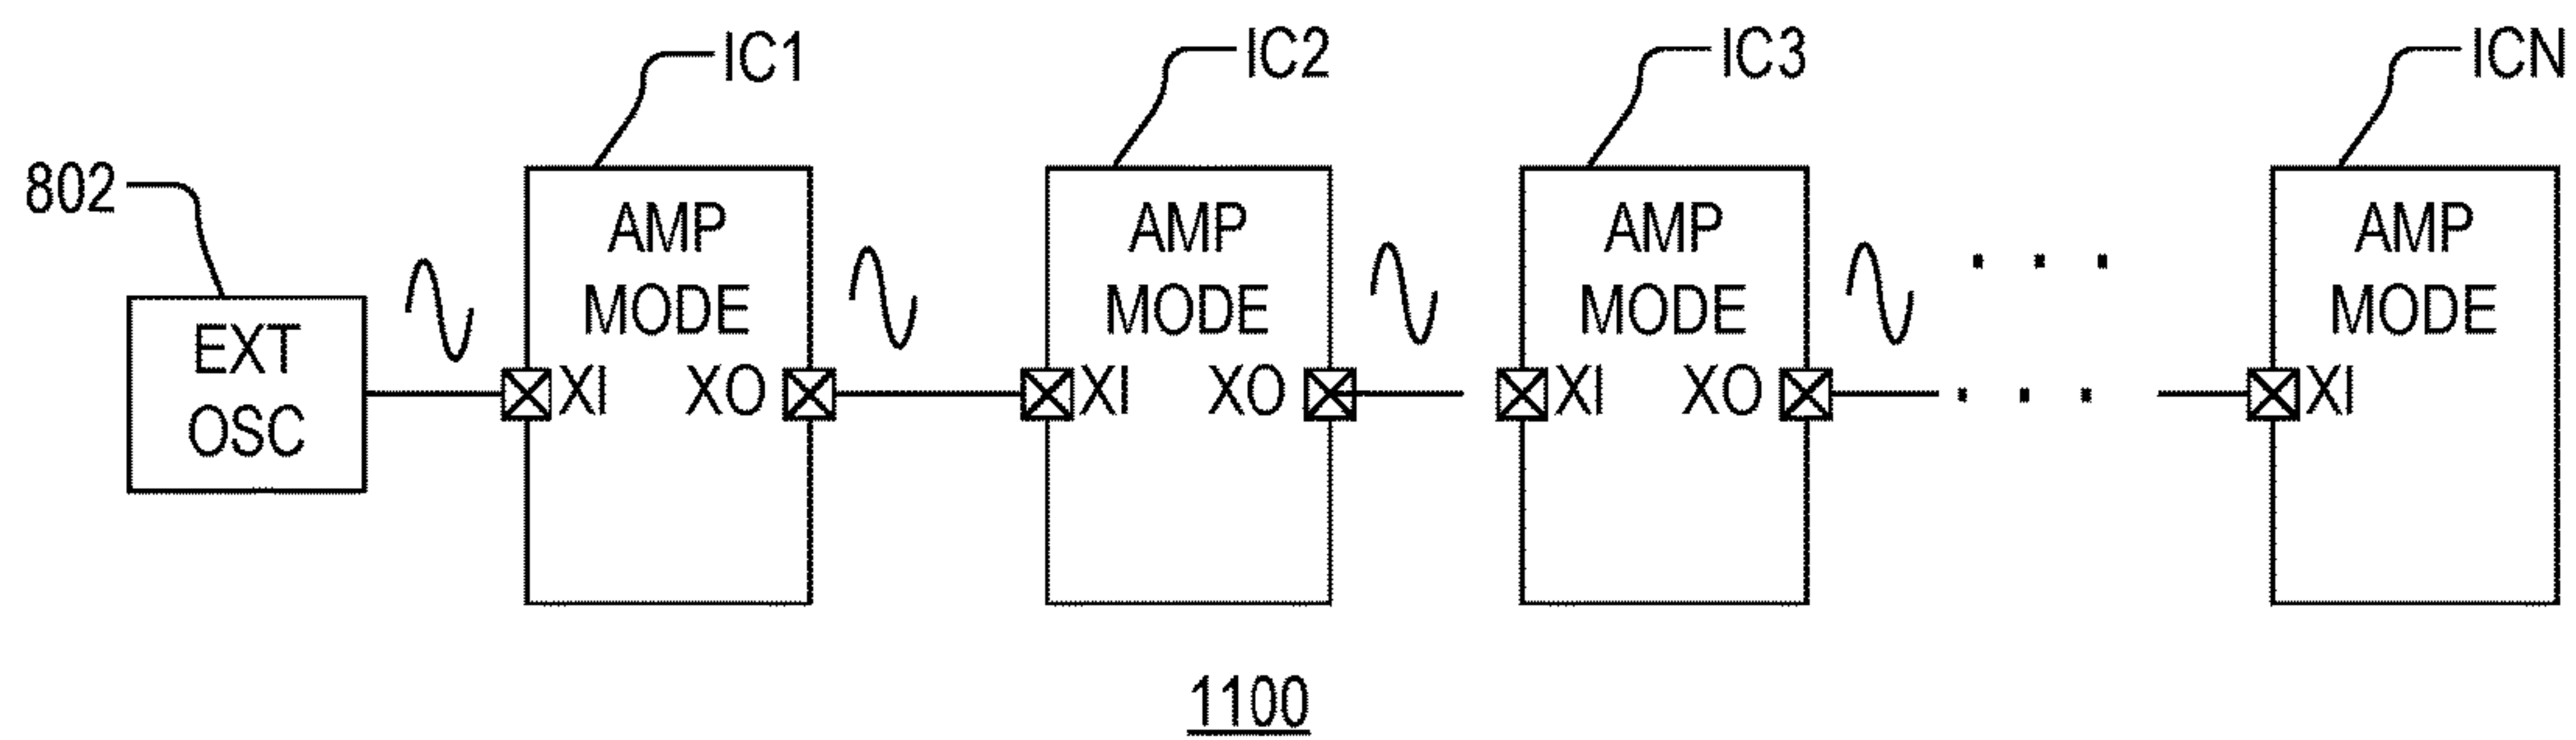 IC1
IC2
IC3
ICN
802
AMP
MODE
AMP
MODE
AMP
MODE
AMP
MODE
EXT
OSC
XI
XO
XI
XO
XI
XO
XI
1100